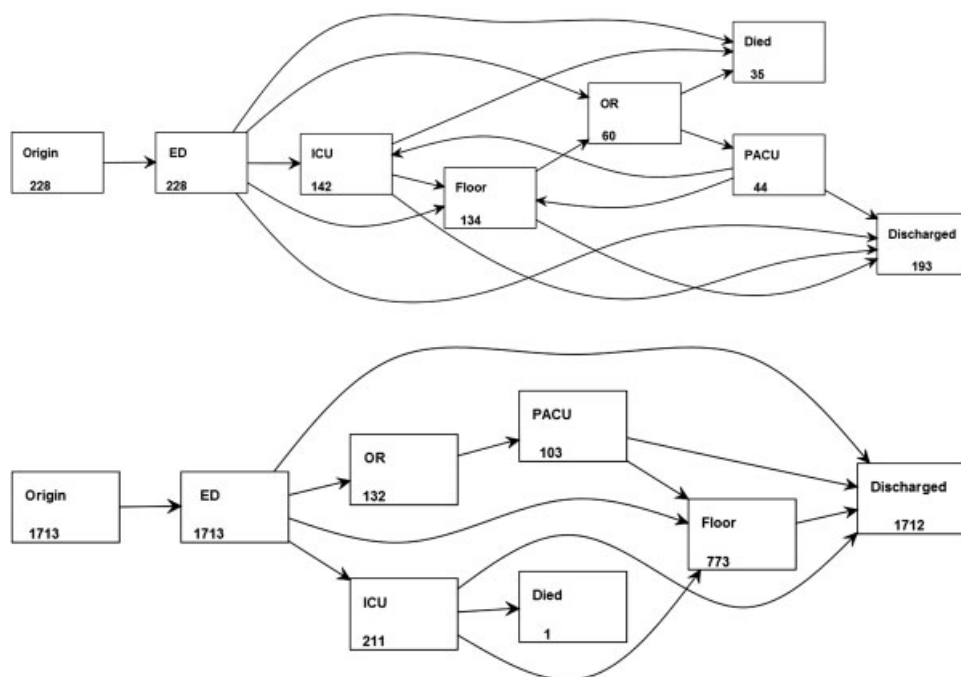 Died
35
OR
60
Origin
228
ED
228
ICU
142
PACU
44
Floor
134
Discharged
193
PACU
103
OR
132
Discharged
1712
Origin
1713
ED
1713
Floor
773
ICU
211
Died
1